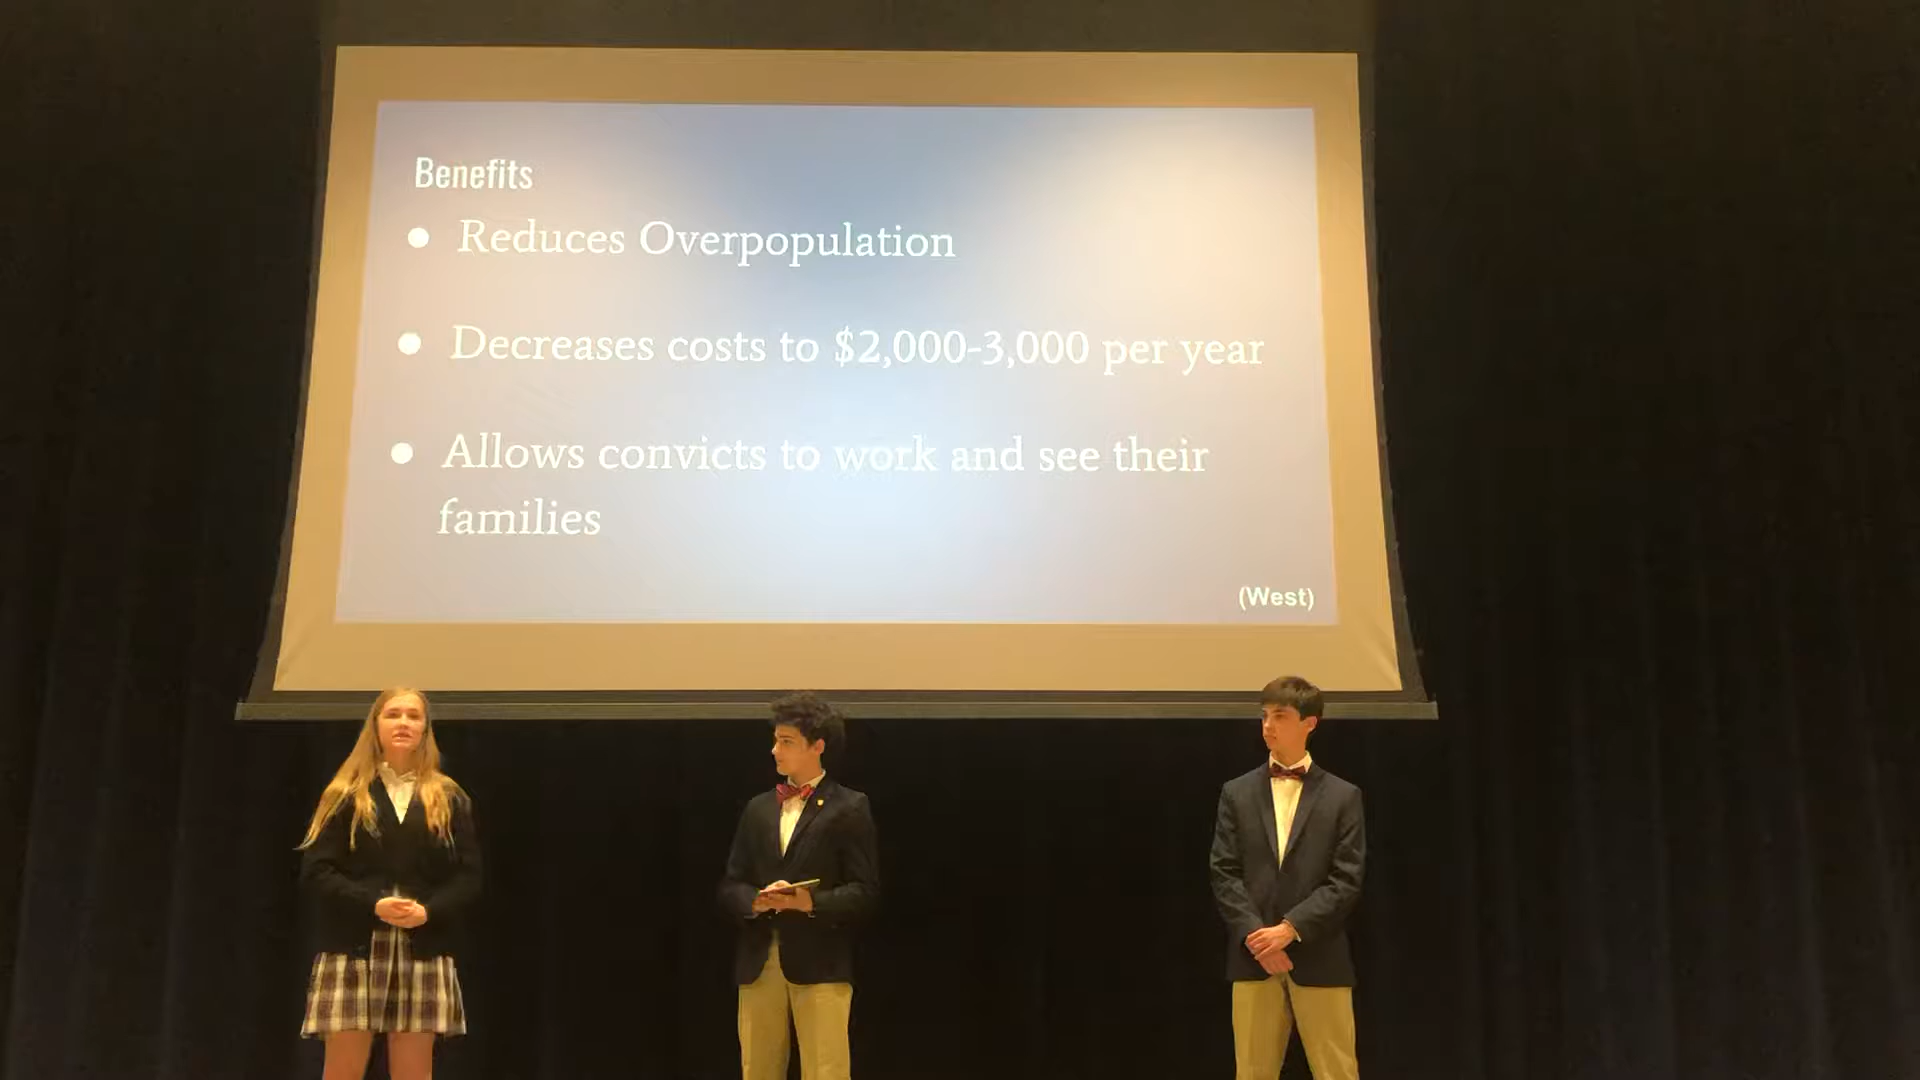 Benefits
● Reduces Overpopulation
● Decreases costs to $2,000-3,000 per year
● Allows convicts to work and see their
families
(West)